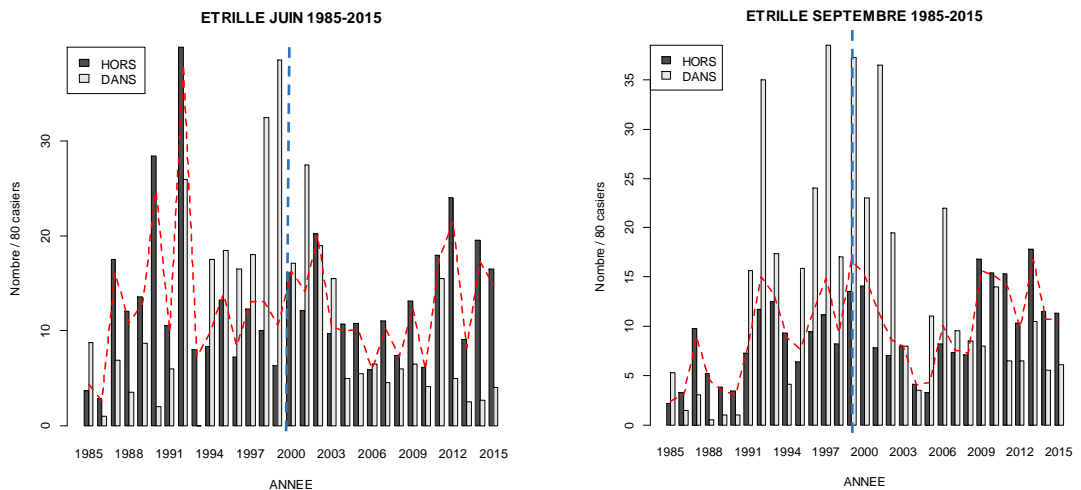 ETRILLE JUIN 1985-2015
HORS
DANS
Nombre / 80 casiers
0
10
20
30
1985 1988 1991 1994 1997 2000 2003 2006 2009 2012 2015
ANNEE
ETRILLE SEPTEMBRE 1985-2015
HORS
DANS
Nombre / 80 casiers
0
5
10
15
20
25
30
35
1985 1988 1991 1994 1997 2000 2003 2006 2009 2012 2015
ANNEE